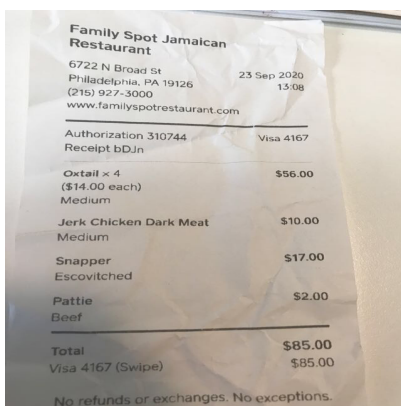 Family Spot Jamaican
Restaurant
6722 N Broad St
Philadelphia, PA 19126
(215) 927-3000
www.familyspotrestaurant.com
23 Sep 2020
13:08
Authorization 310744 Visa 4167
Receipt bDJn
Oxtail × 4 $56.00
($14.00 each)
Medium
Jerk Chicken Dark Meat $10.00
Medium
Snapper $17.00
Escovitched
Pattie $2.00
Beef
Total $85.00
Visa 4167 (Swipe) $85.00
No refunds or exchanges. No exceptions.